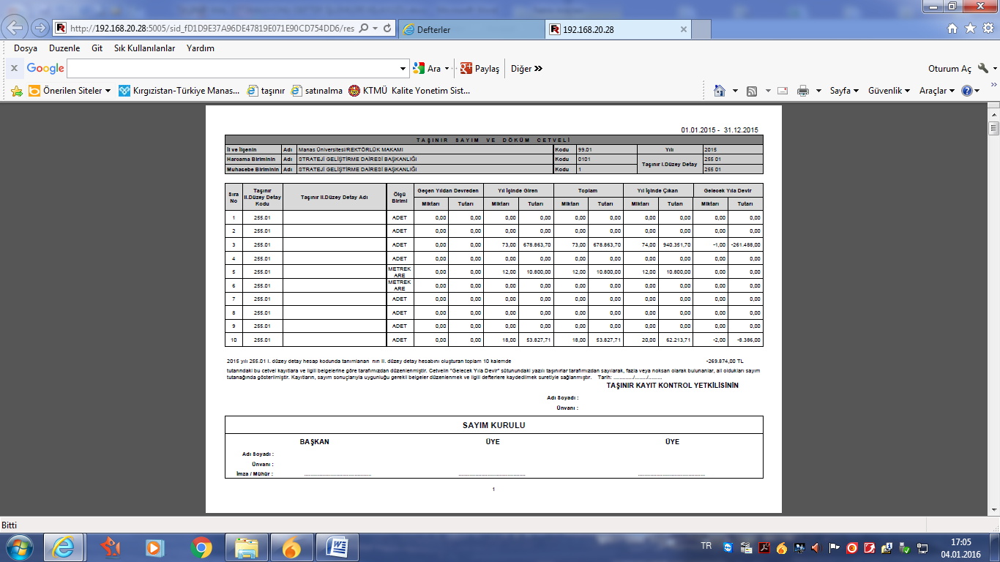 http://192.168.20.28:5005/sid_fD1D9E37A96DE47819E071E90CD754DD6/res
Defterler
192.168.20.28
Dosya Duzenle Git Sık Kullanılanlar Yardım
x Google Ara Paylaş Diğer »
Oturum Aç
Önerilen Siteler Kırgızistan-Türkiye Manas... taşınır satınalma KTMÜ Kalite Yonetim Sist...
Sayfa Güvenlik Araçlar
01.01.2015 - 31.12.2015
TAŞINIR SAYIM VE DÖKÜM CETVELİ
İl ve İlçenin Adı Manas Üniversitesi/REKTÖRLÜK MAKAMI Kodu 99.01 Yılı 2015
Harcama Biriminin Adı STRATEJİ GELİŞTİRME DAİRESİ BAŞKANLIĞI Kodu 0101 Taşınır I.Düzey Detay 255 01
Muhasebe Biriminin Adı STRATEJİ GELİŞTİRME DAİRESİ BAŞKANLIĞI Kodu 1 255 01
Sıra No Taşınır II.Düzey Detay Kodu Taşınır II.Düzey Detay Adı Ölçü Birimi Geçen Yıldan Devreden Yıl İçinde Giren Toplam Yıl İçinde Çıkan Gelecek Yıla Devir
Miktarı Tutarı Miktarı Tutarı Miktarı Tutarı Miktarı Tutarı Miktarı Tutarı
1 255.01 ADET 0,00 0,00 0,00 0,00 0,00 0,00 0,00 0,00 0,00 0,00
2 255.01 ADET 0,00 0,00 0,00 0,00 0,00 0,00 0,00 0,00 0,00 0,00
3 255.01 ADET 0,00 0,00 73,00 678.863,70 73,00 678.863,70 74,00 940.351,70 -1,00 -261.488,00
4 255.01 ADET 0,00 0,00 0,00 0,00 0,00 0,00 0,00 0,00 0,00 0,00
5 255.01 METREKARE 0,00 0,00 12,00 10.800,00 12,00 10.800,00 12,00 10.800,00 0,00 0,00
6 255.01 METREKARE 0,00 0,00 0,00 0,00 0,00 0,00 0,00 0,00 0,00 0,00
7 255.01 ADET 0,00 0,00 0,00 0,00 0,00 0,00 0,00 0,00 0,00 0,00
8 255.01 ADET 0,00 0,00 0,00 0,00 0,00 0,00 0,00 0,00 0,00 0,00
9 255.01 ADET 0,00 0,00 0,00 0,00 0,00 0,00 0,00 0,00 0,00 0,00
10 255.01 ADET 0,00 0,00 18,00 53.827,71 18,00 53.827,71 20,00 62.213,71 -2,00 -8.386,00
2015 yılı 255.01 I. düzey detay hesap kodunda tanımlanan nın II. düzey detay hesabını oluşturan toplam 10 kalemde -269.874,00 TL
tutarındaki bu cetvel kayıtlara ve ilgili belgelerine göre tarafımızdan düzenlenmiştir. Cetvelin "Gelecek Yıla Devir" sütunundaki yazılı taşınırlar tarafımızdan sayılarak, fazla veya noksan olarak bulunanlar, ait oldukları sayım
tutanağında gösterilmiştir. Kayıtların, sayım sonuçlarıyla uygunluğu gerekli belgeler düzenlenmek ve ilgili defterlere kaydedilmek suretiyle sağlanmıştır. Tarih: ............./......../.........
TAŞINIR KAYIT KONTROL YETKİLİSİNİN
Adı Soyadı :
Ünvanı :
SAYIM KURULU
BAŞKAN ÜYE ÜYE
Adı Soyadı :
Ünvanı :
İmza / Mühür : ............................................ ............................................ ............................................
1
Bitti
TR 17:05
04.01.2016